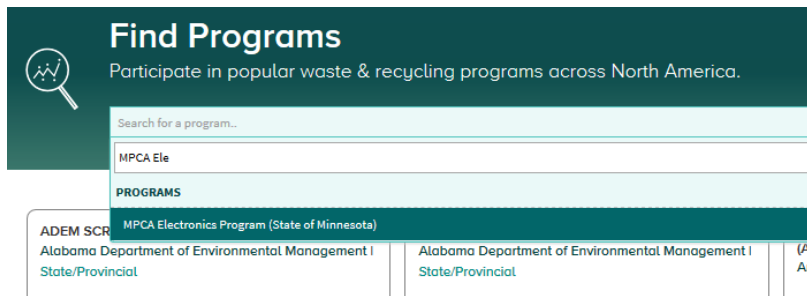 Find Programs
Participate in popular waste & recycling programs across North America.
Search for a program..
MPCA Ele
PROGRAMS
MPCA Electronics Program (State of Minnesota)
ADEM SCR
Alabama Department of Environmental Management |
State/Provincial
Alabama Department of Environmental Management |
State/Provincial
(A
A